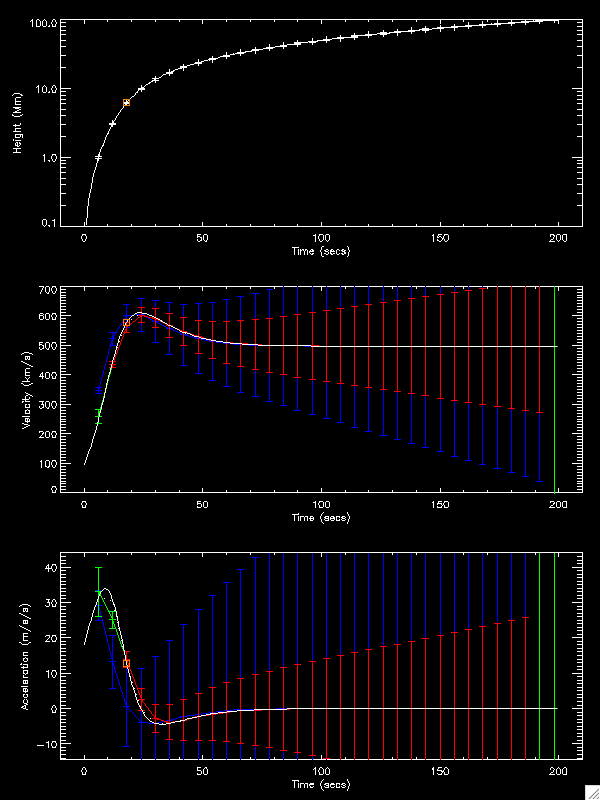 100.0
10.0
1.0
0.1
Height (Mm)
0 50 100 150 200
Time (secs)
700
600
500
400
300
200
100
0
Velocity (km/s)
0 50 100 150 200
Time (secs)
40
30
20
10
0
-10
Acceleration (m/s/s)
0 50 100 150 200
Time (secs)